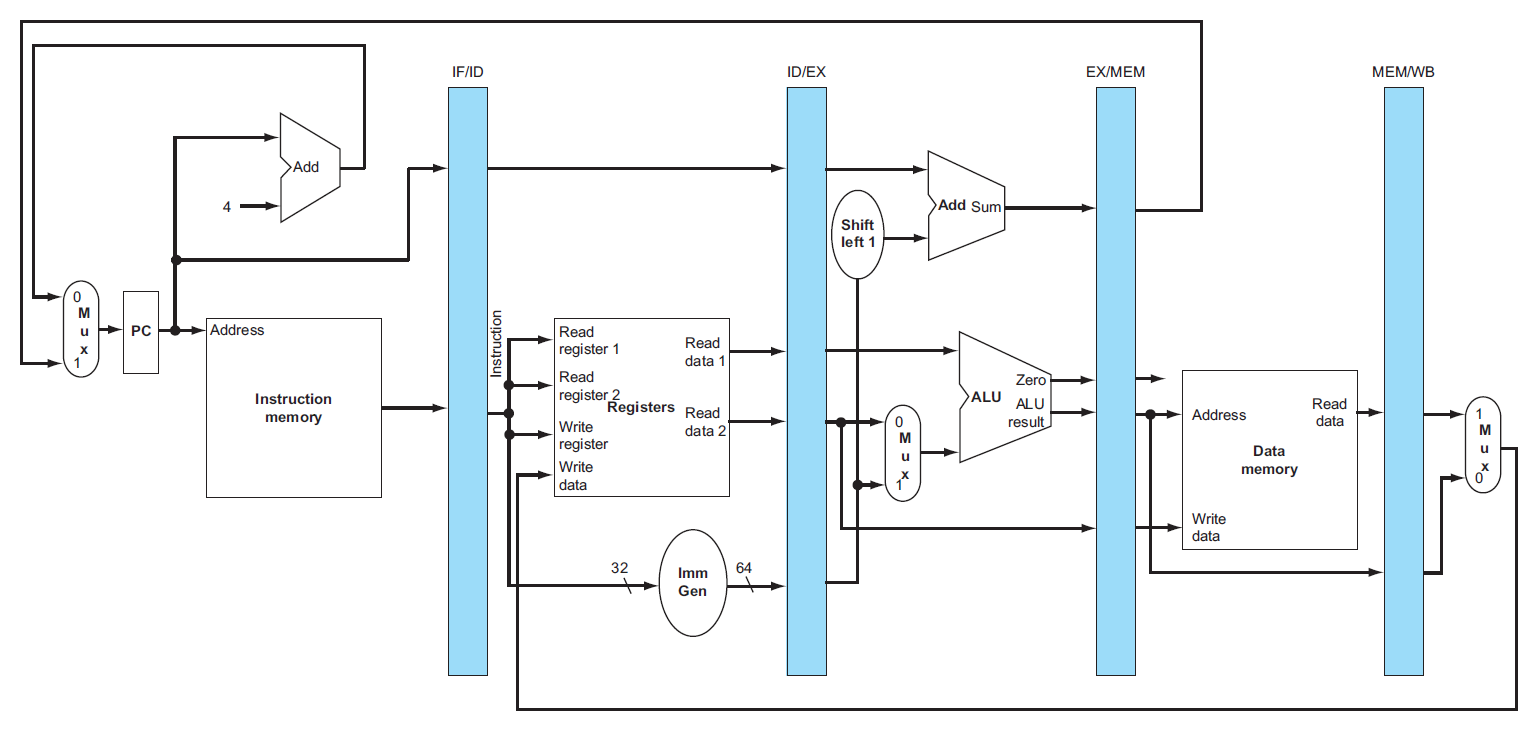 IF/ID
ID/EX
EX/MEM
MEM/WB
Add
4
Shift
left 1
Add Sum
0
M
u
x
1
PC
Address
Instruction
memory
Instruction
Read
register 1
Read
register 2
Write
register
Write
data
Registers
Read
data 1
Read
data 2
0
M
u
x
1
Zero
ALU
ALU
result
Address
Read
data
Data
memory
Write
data
1
M
u
x
0
32
Imm
Gen
64